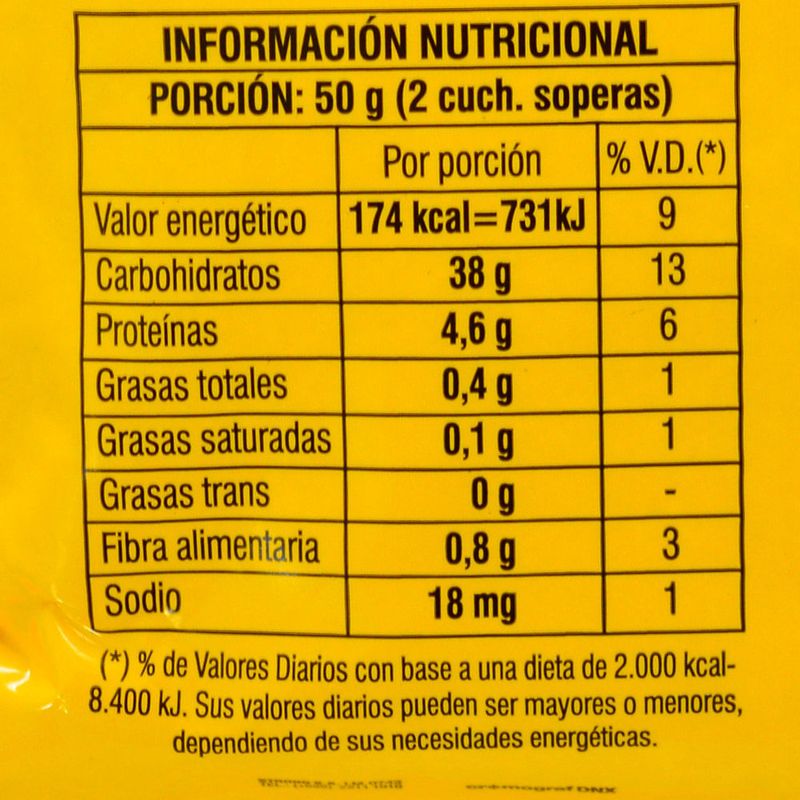 INFORMACIÓN NUTRICIONAL
PORCIÓN: 50 g (2 cuch. soperas)
Por porción % V.D.(*)
Valor energético 174 kcal=731kJ 9
Carbohidratos 38 g 13
Proteínas 4,6 g 6
Grasas totales 0,4 g 1
Grasas saturadas 0,1 g 1
Grasas trans 0 g -
Fibra alimentaria 0,8 g 3
Sodio 18 mg 1
(*) % de Valores Diarios con base a una dieta de 2.000 kcal-
8.400 kJ. Sus valores diarios pueden ser mayores o menores,
dependiendo de sus necesidades energéticas.